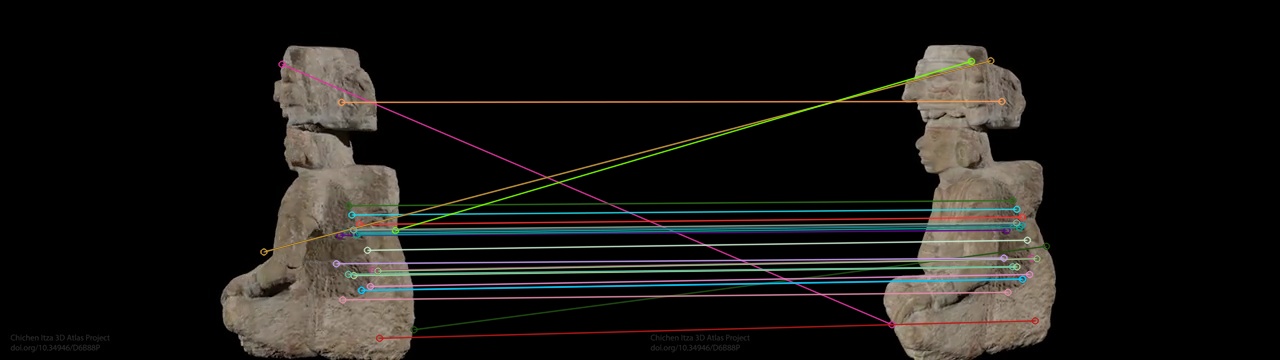 Chichen Itza 3D Atlas Project
doi.org/10.34946/D6B88P
Chichen Itza 3D Atlas Project
doi.org/10.34946/D6B88P